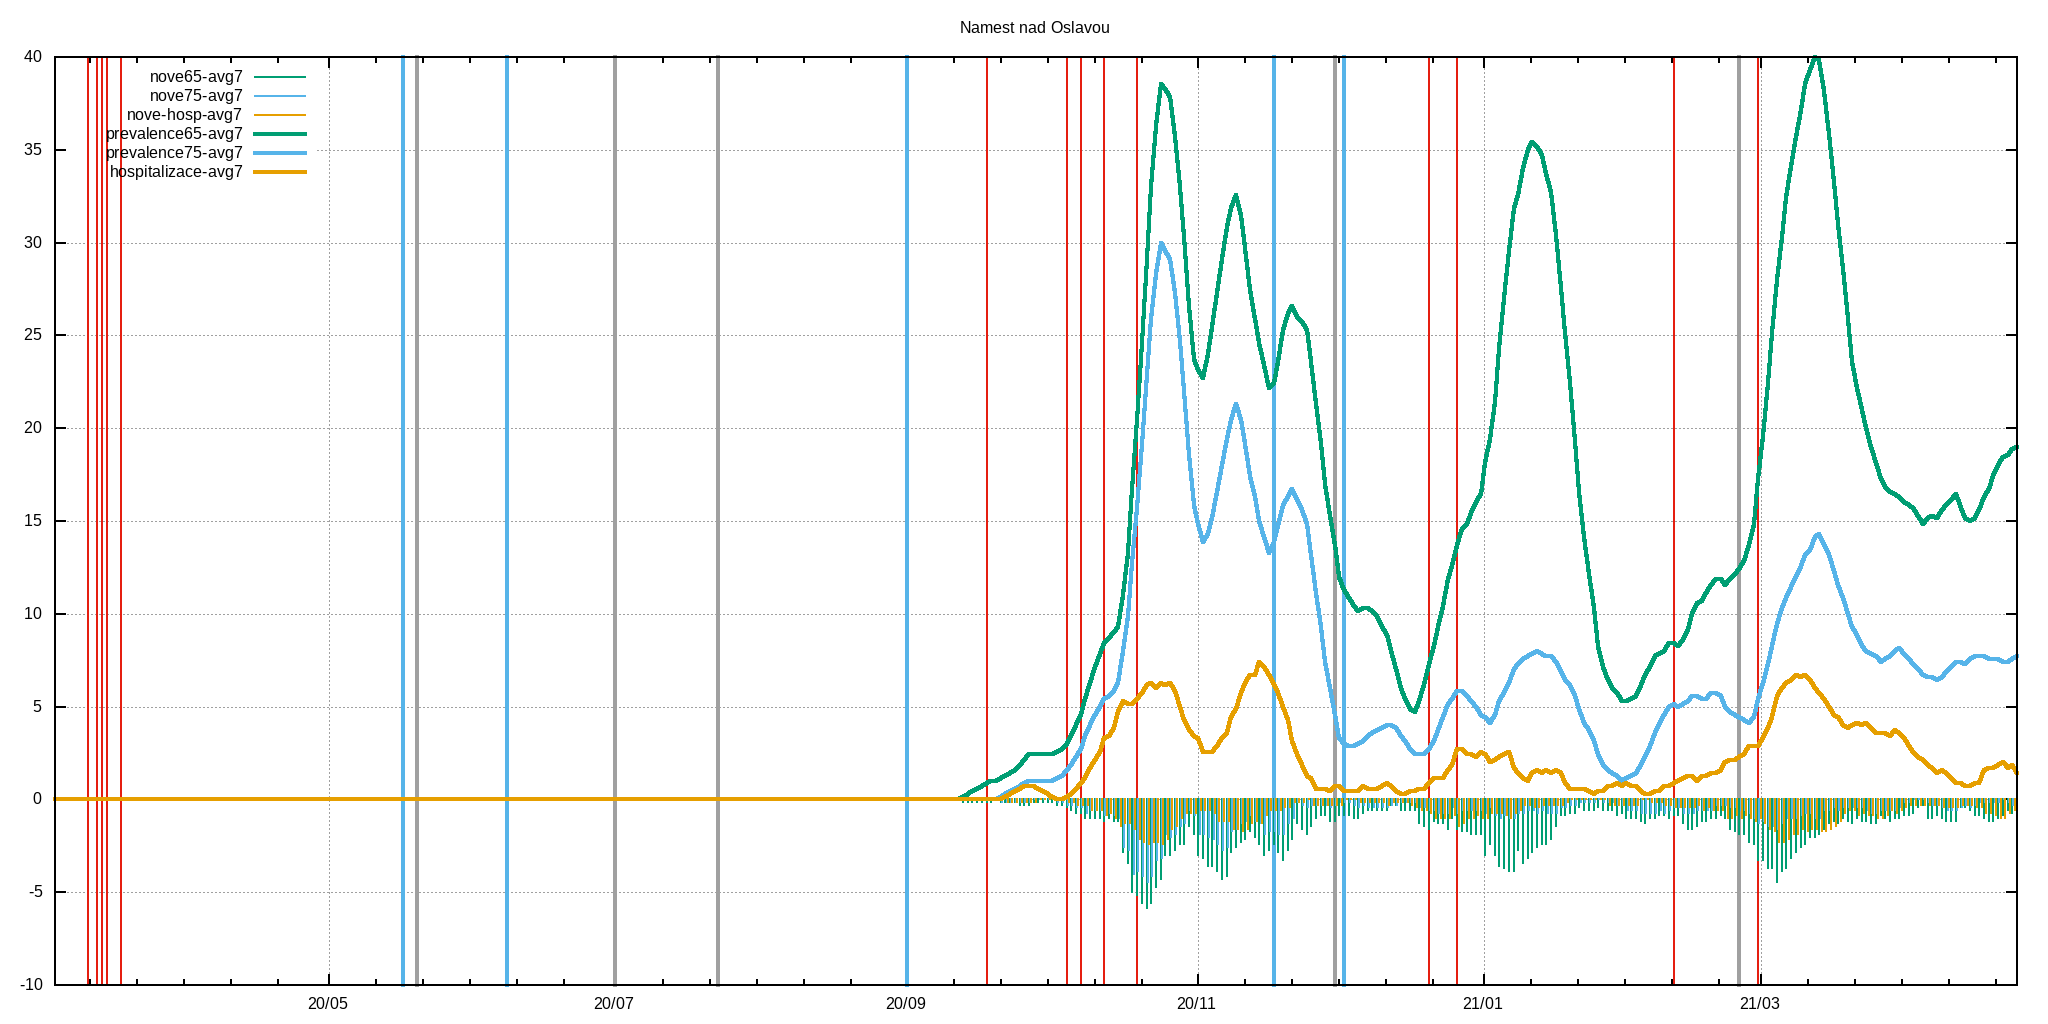 Namest nad Oslavou
40
35
30
25
20
15
10
5
0
-5
-10
nove65-avg7
nove75-avg7
nove-hosp-avg7
prevalence65-avg7
prevalence75-avg7
hospitalizace-avg7
20/05 20/07 20/09 20/11 21/01 21/03